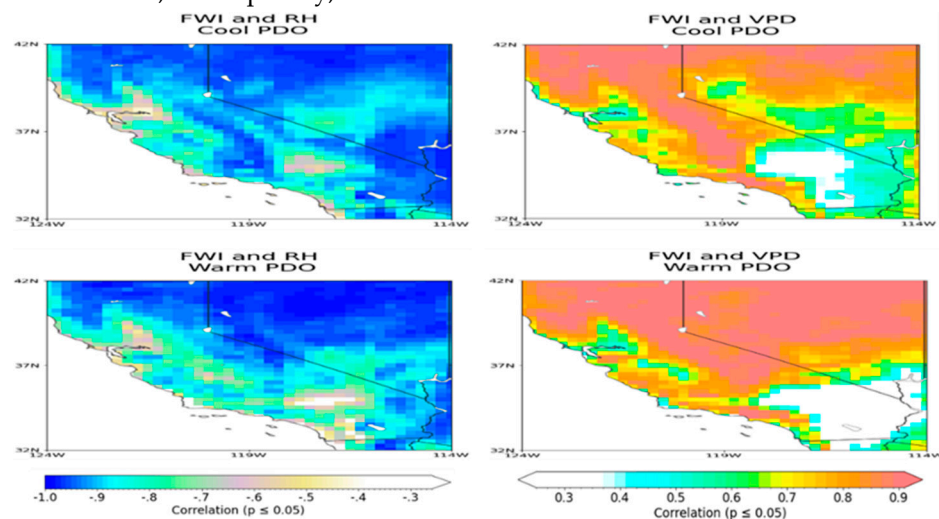 FWI and RH
Cool PDO
42N
37N
32N
124W
119W
114W
FWI and VPD
Cool PDO
42N
37N
32N
124W
119W
114W
FWI and RH
Warm PDO
42N
37N
32N
124W
119W
114W
FWI and VPD
Warm PDO
42N
37N
32N
124W
119W
114W
-1.0 -.9 -.8 -.7 -.6 -.5 -.4 -.3
Correlation (p ≤ 0.05)
0.3 0.4 0.5 0.6 0.7 0.8 0.9
Correlation (p ≤ 0.05)